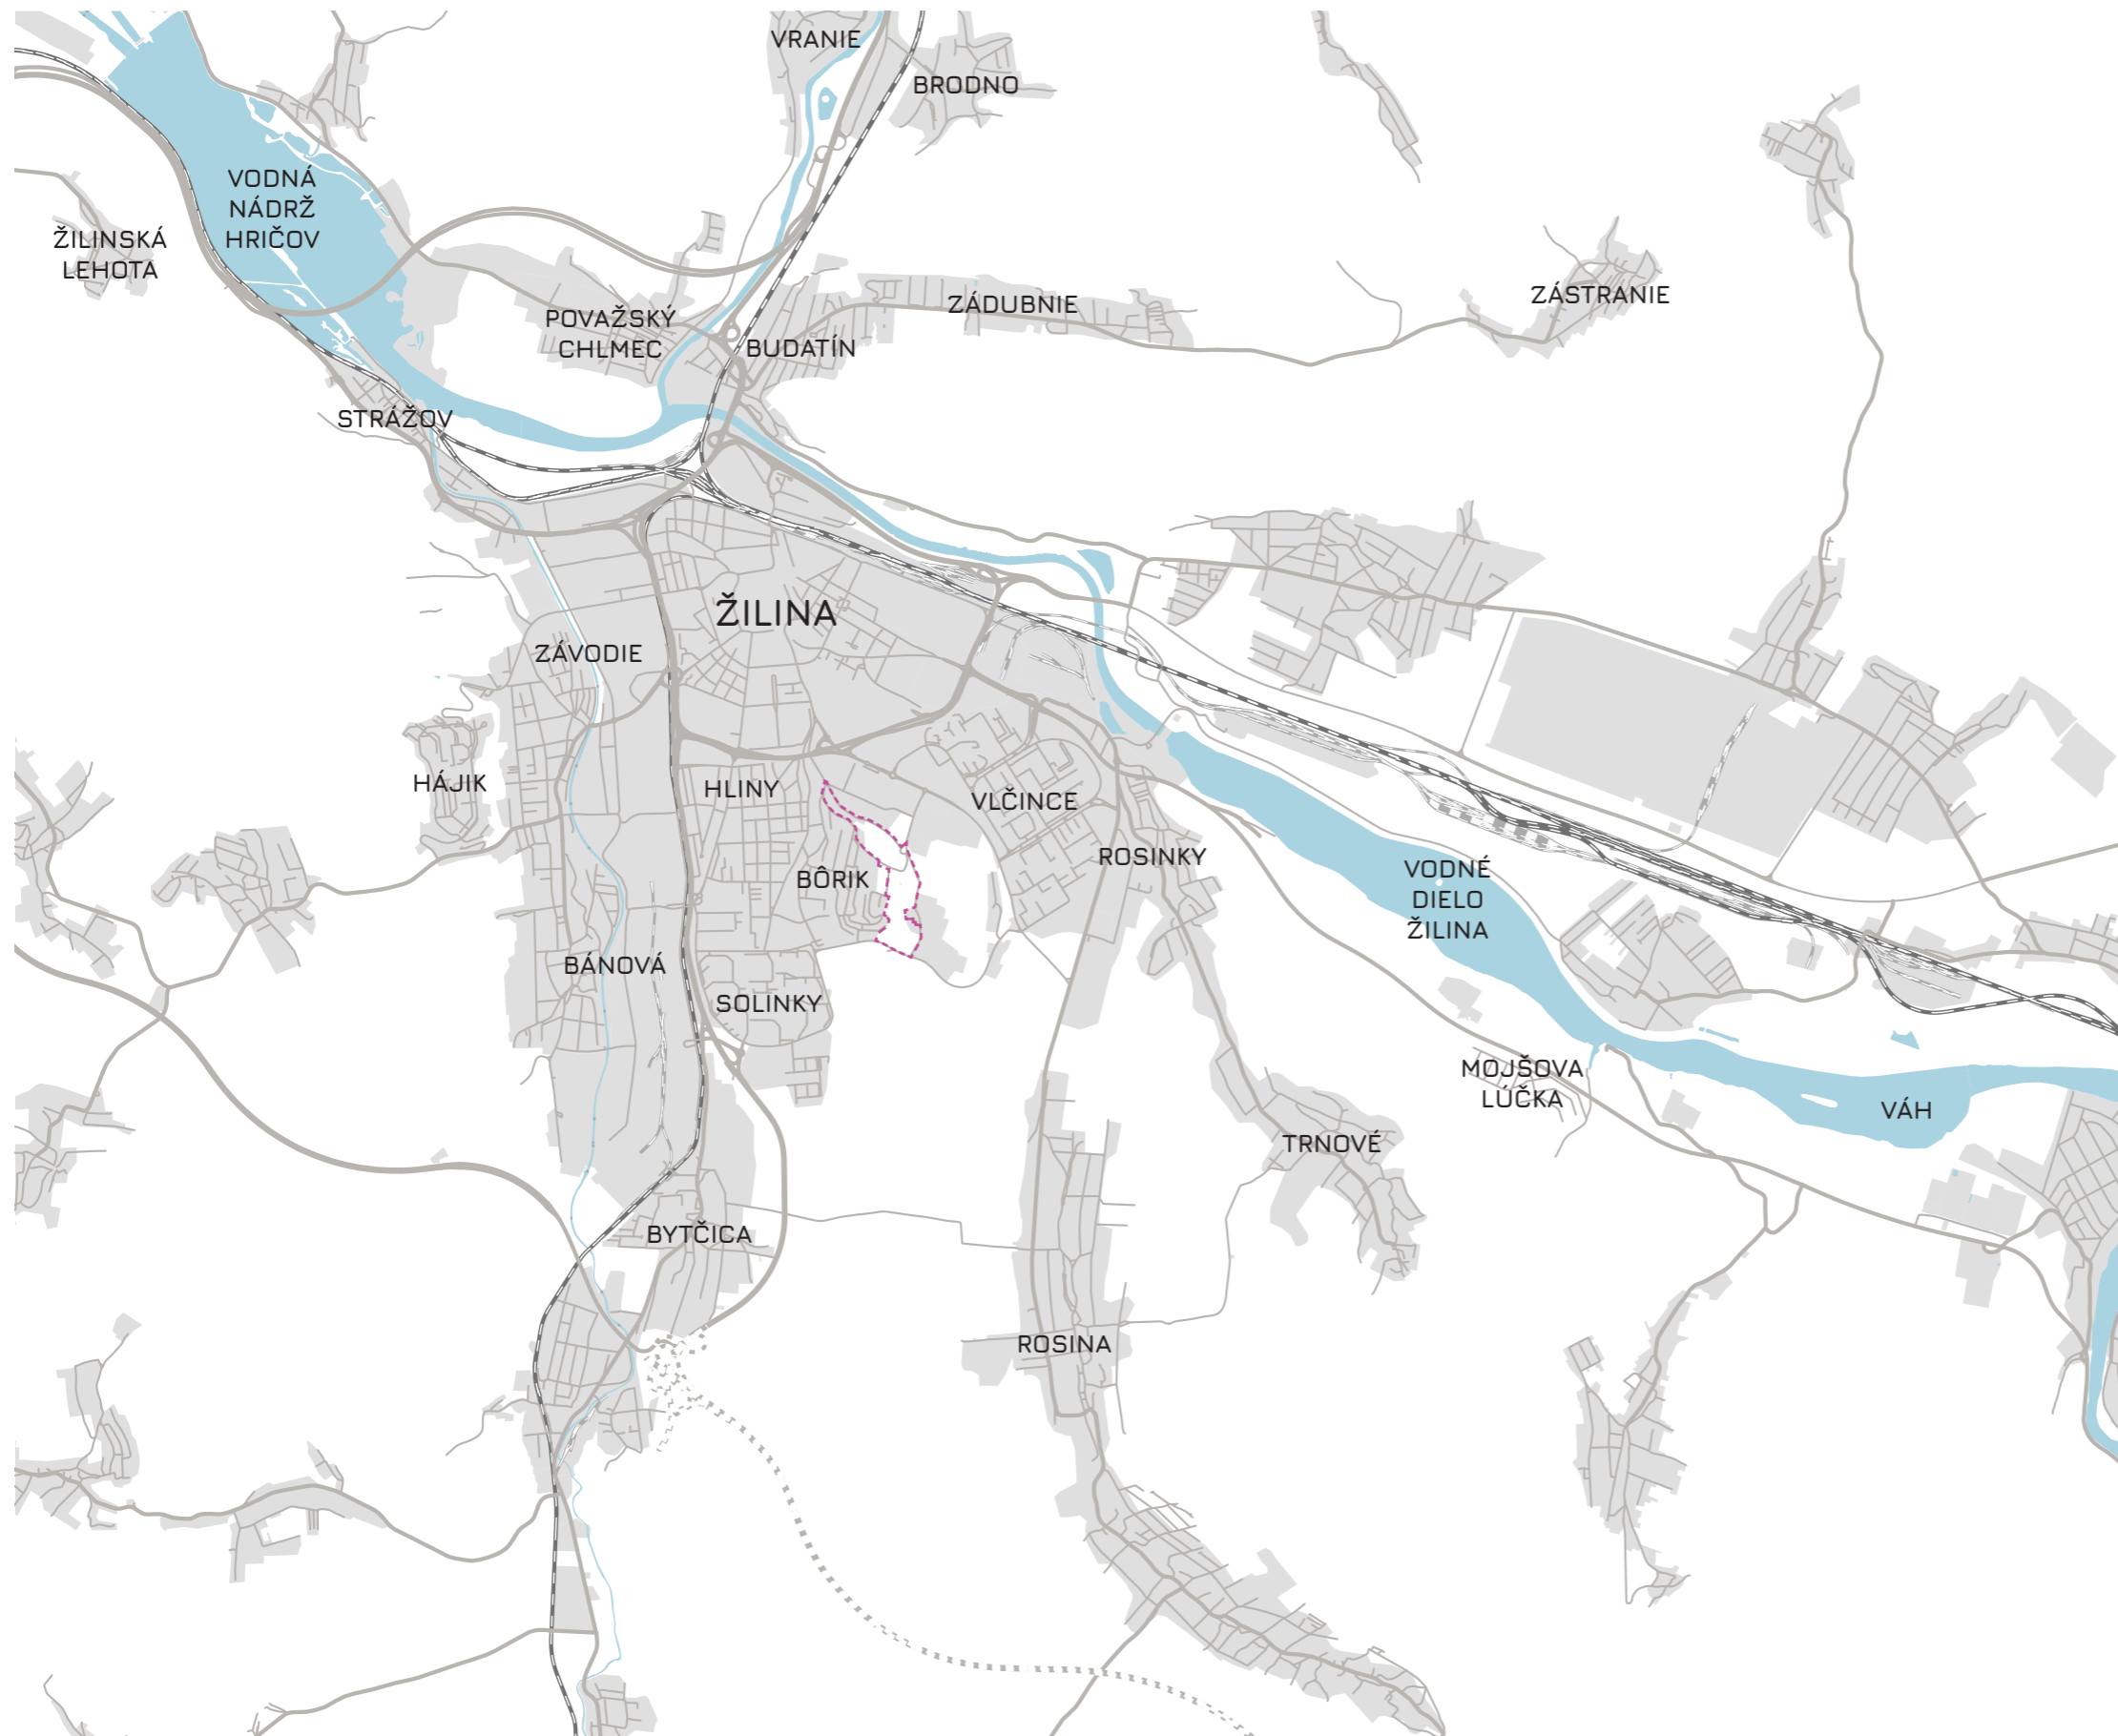 VRANIE
BRODNO
VODNÁ
NÁDRŽ
HRIČOV
ŽILINSKÁ
LEHOTA
POVAŽSKÝ
CHLMEC
BUDATÍN
ZÁDUBNIE
ZÁSTRANIE
STRÁŽOV
ŽILINA
ZÁVODIE
HÁJIK
HLINY
VLČINCE
BÔRIK
ROSINKY
VODNÉ
DIELO
ŽILINA
BÁNOVÁ
SOLINKY
MOJŠOVA
LÚČKA
VÁH
TRNOVÉ
BYTČICA
ROSINA